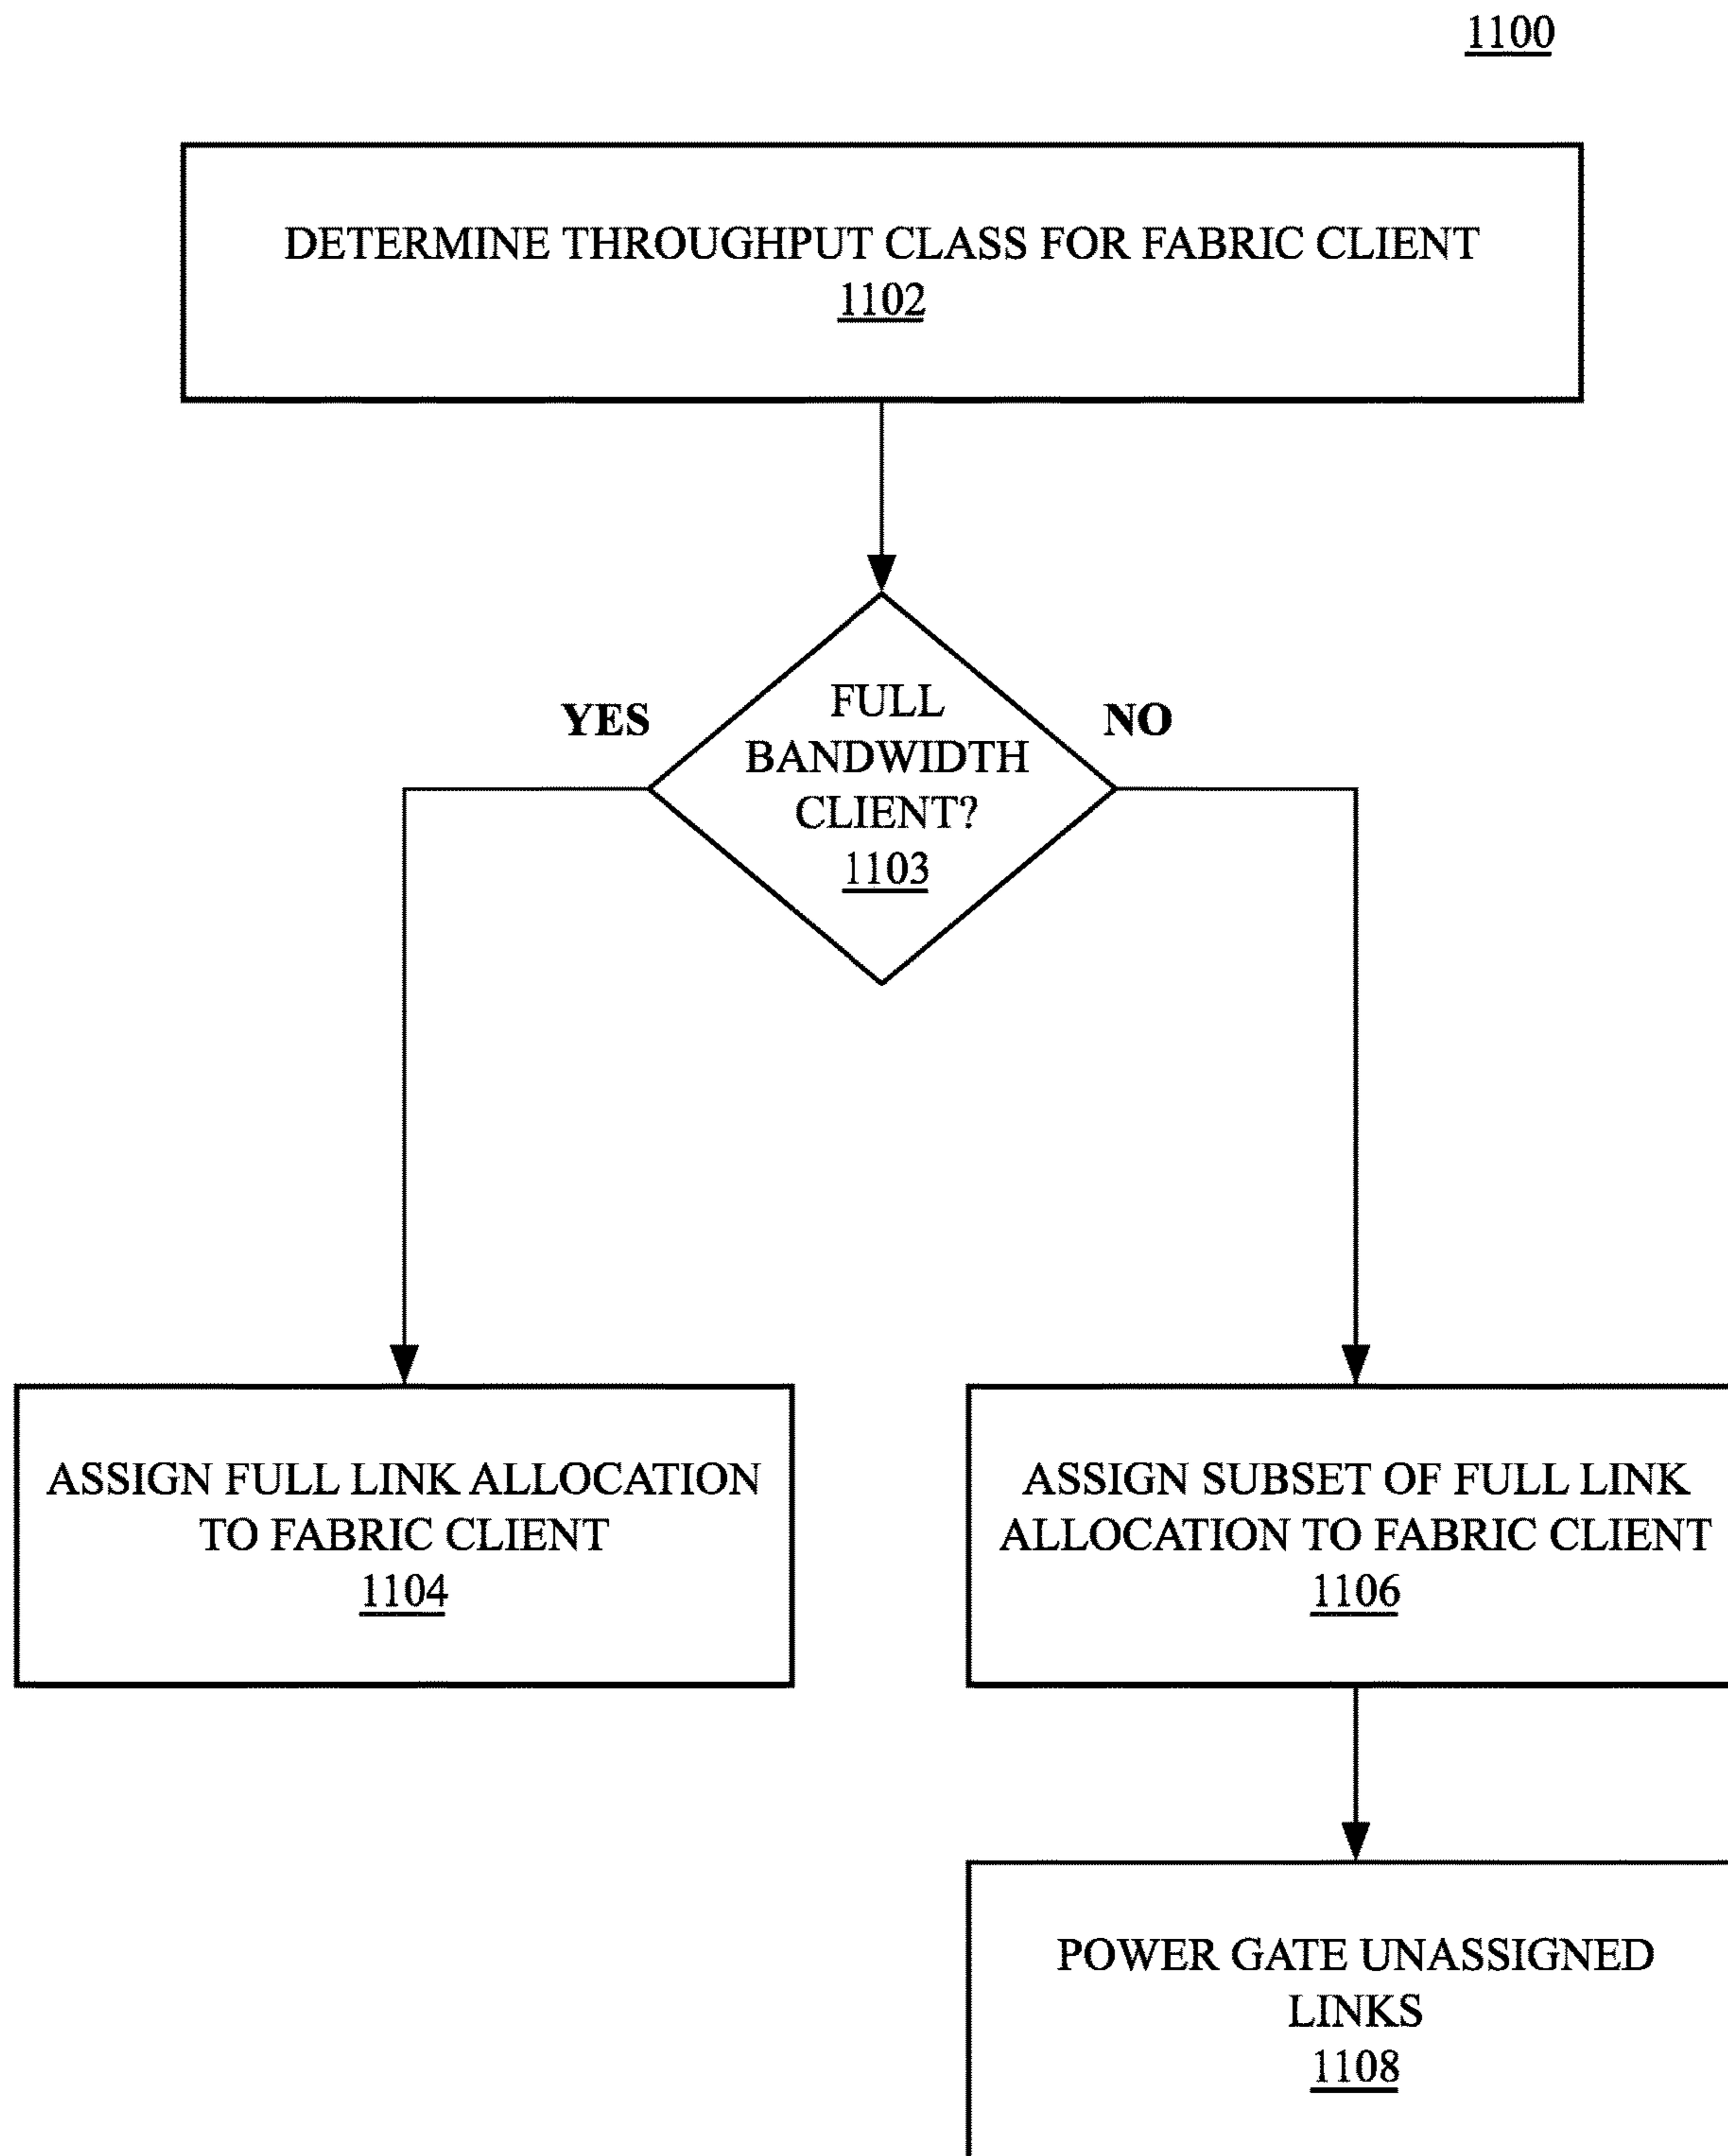 1100
DETERMINE THROUGHPUT CLASS FOR FABRIC CLIENT
1102
YES
FULL
BANDWIDTH
CLIENT?
1103
NO
ASSIGN FULL LINK ALLOCATION
TO FABRIC CLIENT
1104
ASSIGN SUBSET OF FULL LINK
ALLOCATION TO FABRIC CLIENT
1106
POWER GATE UNASSIGNED
LINKS
1108